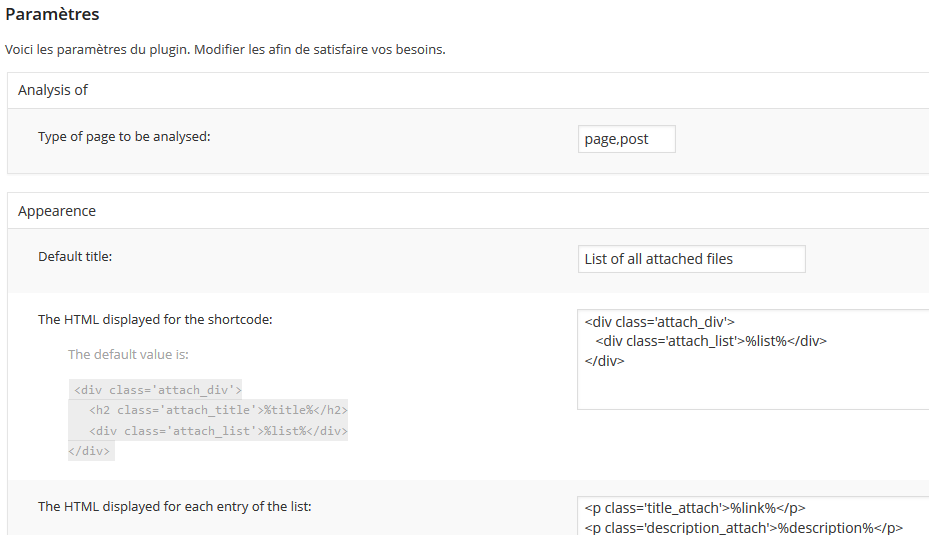 Paramètres
Voici les paramètres du plugin. Modifier les afin de satisfaire vos besoins.
Analysis of
Type of page to be analysed:
page,post
Appearence
Default title:
List of all attached files
The HTML displayed for the shortcode:
The default value is:
<div class='attach_div'>
<h2 class='attach_title'>%title%</h2>
<div class='attach_list'>%list%</div>
</div>
<div class='attach_div'>
<div class='attach_list'>%list%</div>
</div>
The HTML displayed for each entry of the list:
<p class='title_attach'>%link%</p>
<p class='description_attach'>%description%</p>